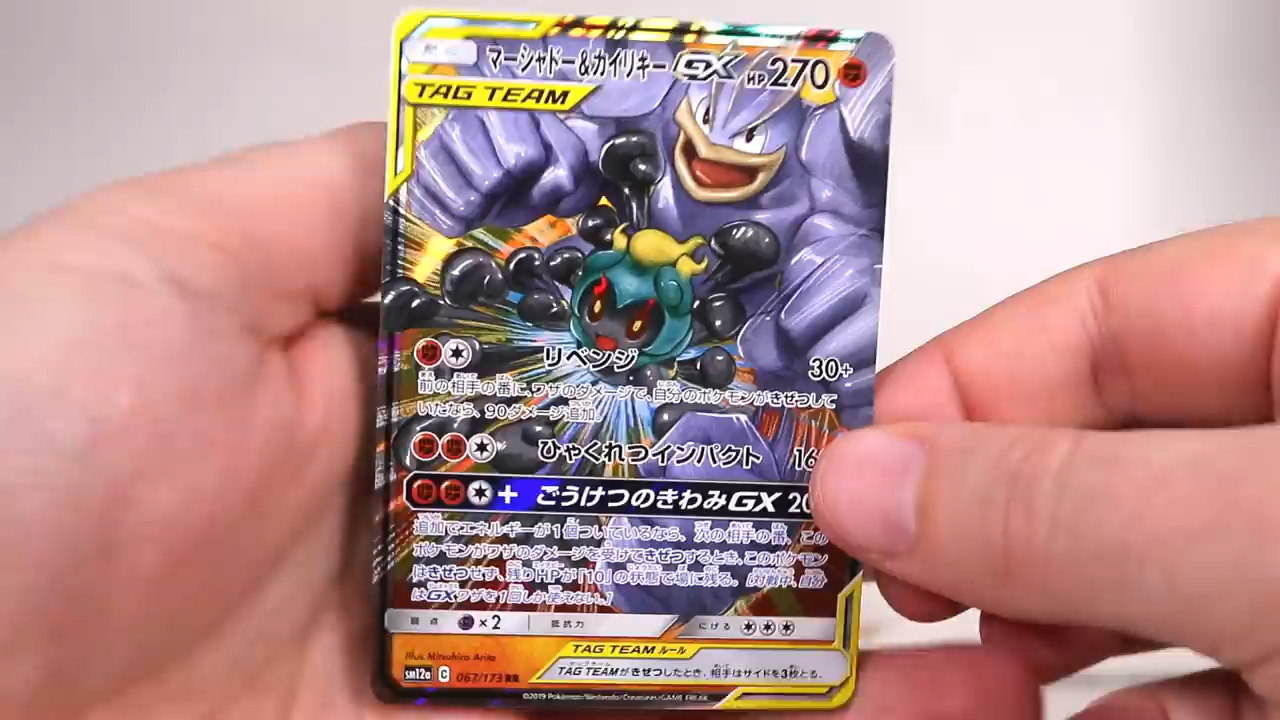 マーシャドー&カイリキーGX HP270
TAG TEAM
リベンジ 30+
前の相手の番に、ワザのダメージで、自分のポケモンがきぜつして
いたなら、90ダメージ追加。
ひゃくれつインパクト 16
+ ごうけつのきわみGX 20
追加でエネルギーが1個ついているなら、次の相手の番、この
ポケモンがワザのダメージを受けてきぜつするとき、このポケモン
はきぜつせず、残りHPが「10」の状態で場に残る。[対戦中、自分
はGXワザを1回しか使えない。]
弱点 ×2 抵抗力 にげる
Illus. Mitsuhiro Arita
TAG TEAM ルール
TAG TEAMがきぜつしたとき、相手はサイドを3枚とる。
sm12a C 067/173 RR
©2019 Pokémon/Nintendo/Creatures/GAME FREAK